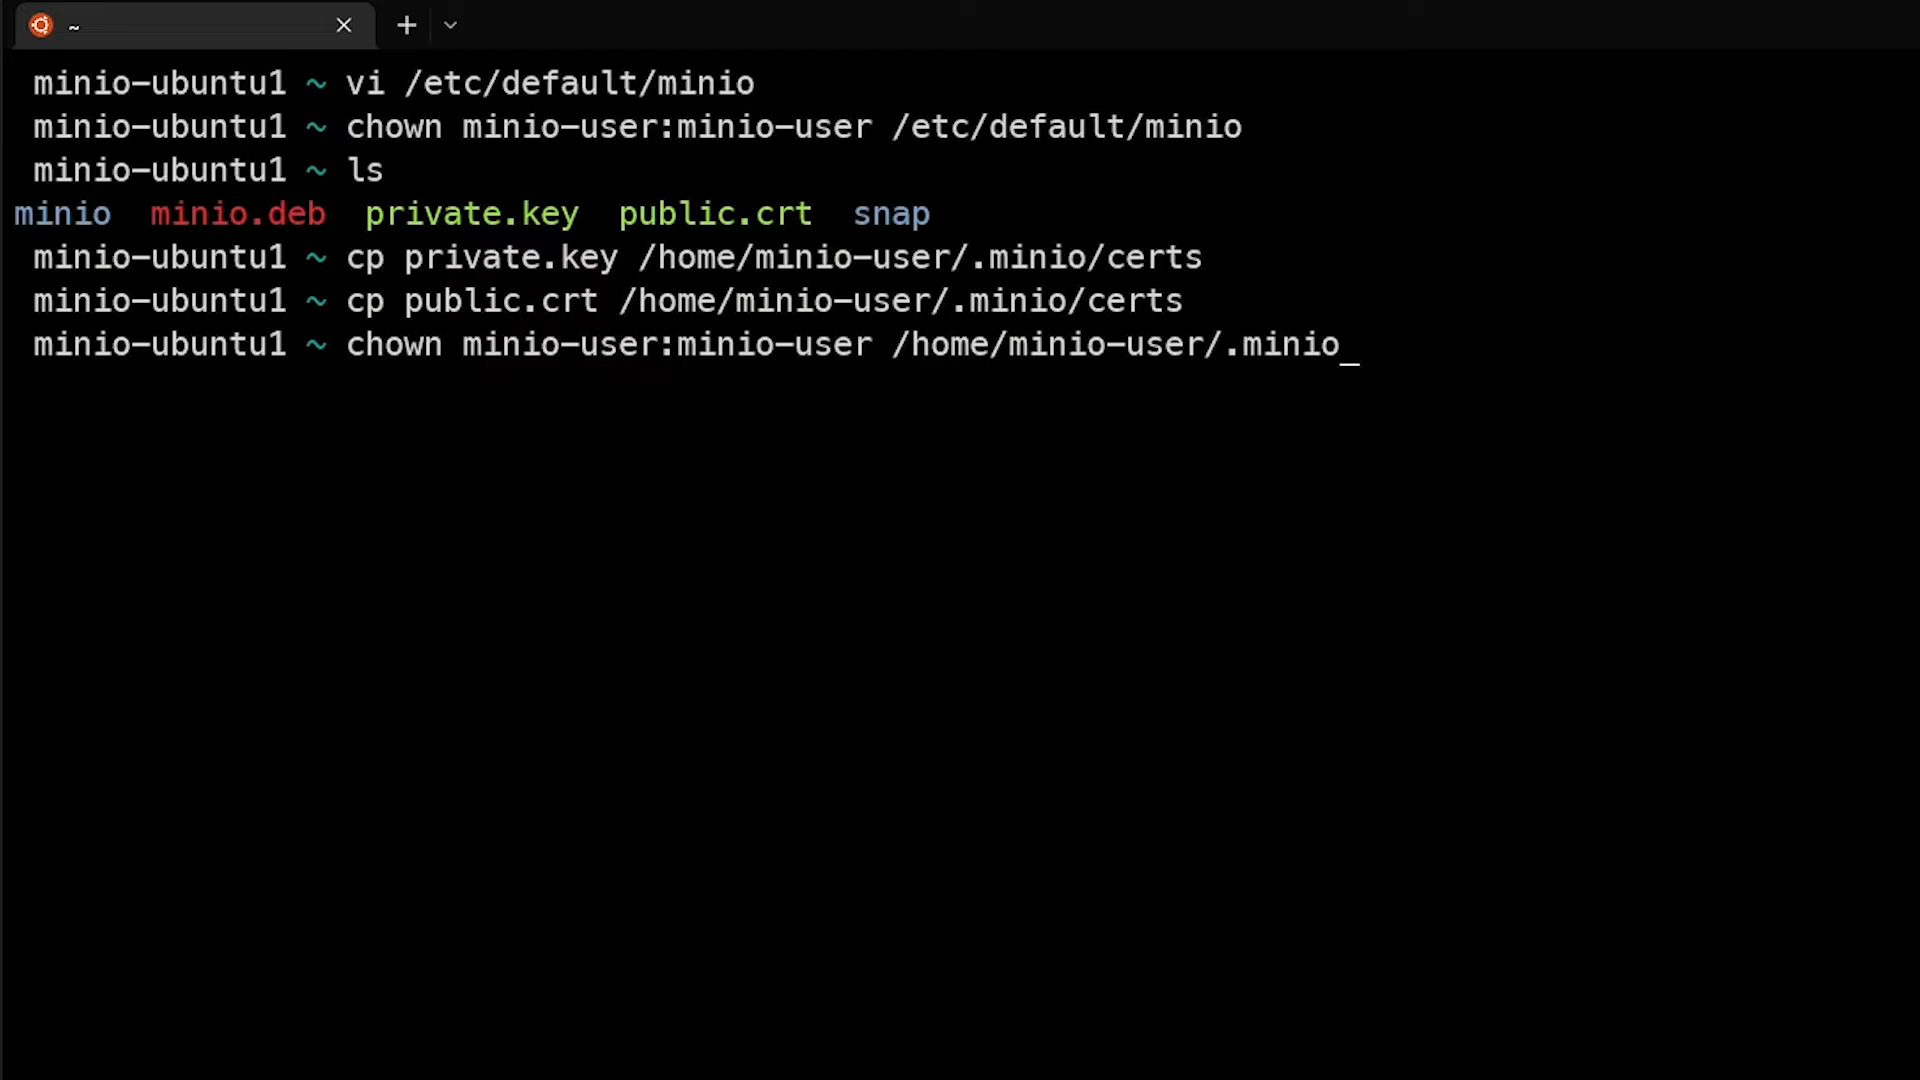 ~
minio-ubuntu1 ~ vi /etc/default/minio
minio-ubuntu1 ~ chown minio-user:minio-user /etc/default/minio
minio-ubuntu1 ~ ls
minio minio.deb private.key public.crt snap
minio-ubuntu1 ~ cp private.key /home/minio-user/.minio/certs
minio-ubuntu1 ~ cp public.crt /home/minio-user/.minio/certs
minio-ubuntu1 ~ chown minio-user:minio-user /home/minio-user/.minio_